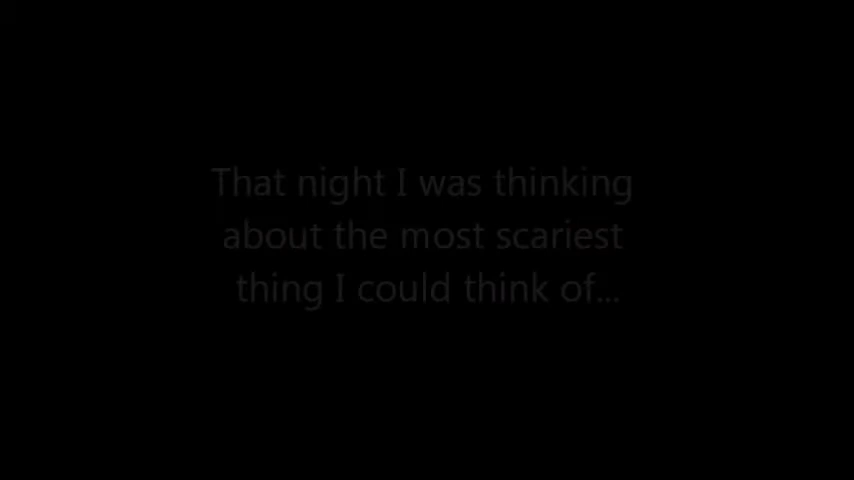 That night I was thinking
about the most scariest
thing I could think of...